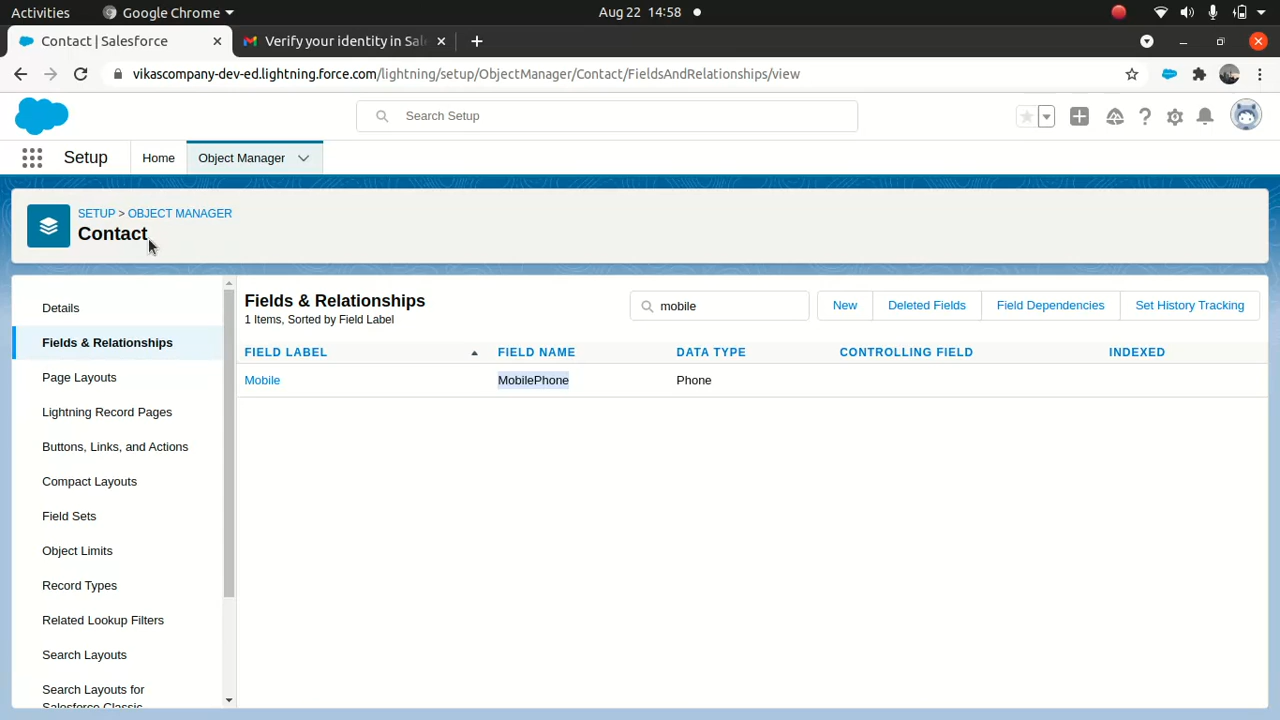 Activities
Google Chrome
Aug 22 14:58
Contact | Salesforce
Verify your identity in Sal
vikascompany-dev-ed.lightning.force.com/lightning/setup/ObjectManager/Contact/FieldsAndRelationships/view
Search Setup
Setup
Home
Object Manager
SETUP > OBJECT MANAGER
Contact
Details
Fields & Relationships
Page Layouts
Lightning Record Pages
Buttons, Links, and Actions
Compact Layouts
Field Sets
Object Limits
Record Types
Related Lookup Filters
Search Layouts
Search Layouts for
Salesforce Classic
Fields & Relationships
1 Items, Sorted by Field Label
mobile
New
Deleted Fields
Field Dependencies
Set History Tracking
FIELD LABEL FIELD NAME DATA TYPE CONTROLLING FIELD INDEXED
Mobile MobilePhone Phone